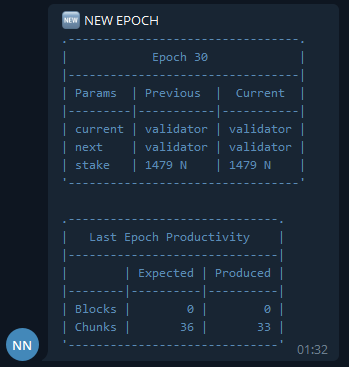 🆕 NEW EPOCH
.-------------------------------.
|           Epoch 30            |
|-------------------------------|
| Params  | Previous  |  Current  |
|---------|-----------|-----------|
| current | validator | validator |
| next    | validator | validator |
| stake   | 1479 N    | 1479 N    |
'-------------------------------'
.----------------------------.
|   Last Epoch Productivity    |
|----------------------------|
|        | Expected | Produced |
|--------|----------|----------|
| Blocks |        0 |        0 |
| Chunks |       36 |       33 |
'----------------------------'
NN
01:32